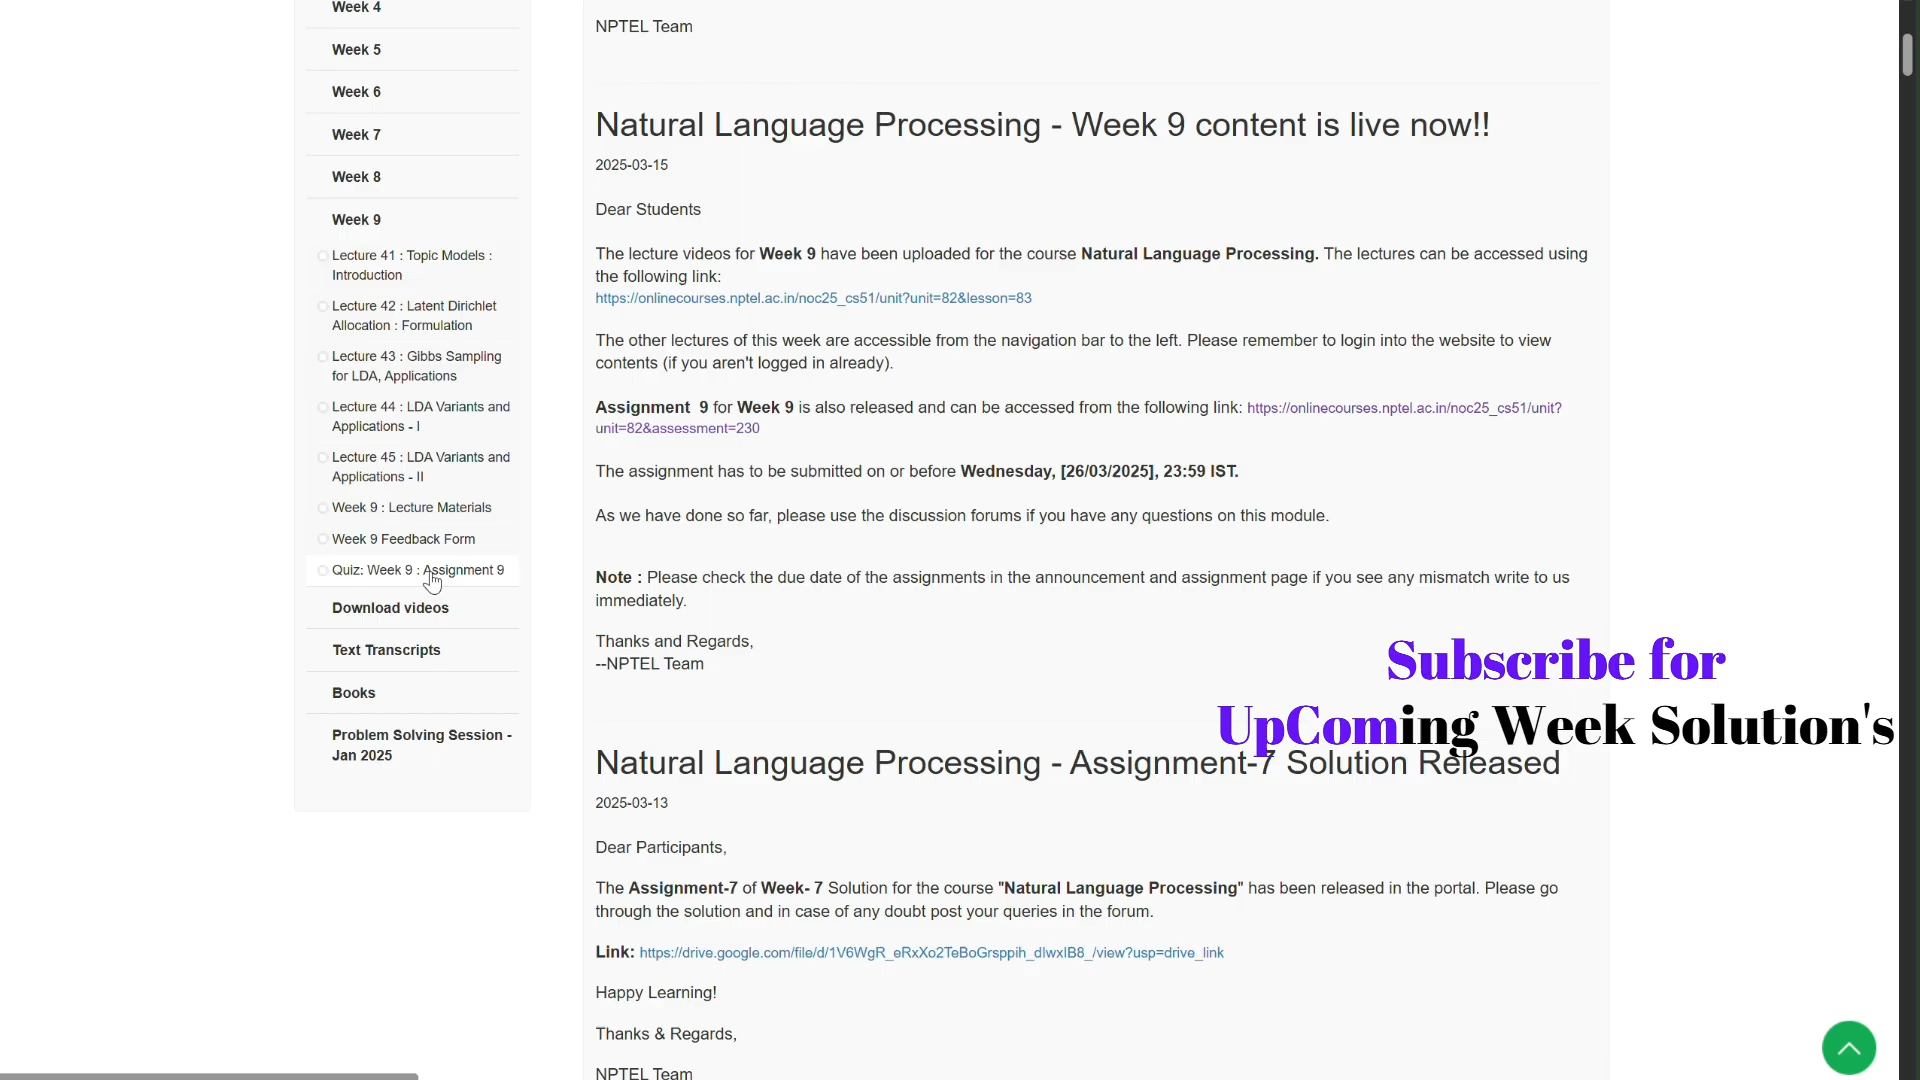 Week 4
Week 5
Week 6
Week 7
Week 8
Week 9
Lecture 41 : Topic Models :
Introduction
Lecture 42 : Latent Dirichlet
Allocation : Formulation
Lecture 43 : Gibbs Sampling
for LDA, Applications
Lecture 44 : LDA Variants and
Applications - I
Lecture 45 : LDA Variants and
Applications - II
Week 9 : Lecture Materials
Week 9 Feedback Form
Quiz: Week 9 : Assignment 9
Download videos
Text Transcripts
Books
Problem Solving Session -
Jan 2025
NPTEL Team
Natural Language Processing - Week 9 content is live now!!
2025-03-15
Dear Students
The lecture videos for Week 9 have been uploaded for the course Natural Language Processing. The lectures can be accessed using
the following link:
https://onlinecourses.nptel.ac.in/noc25_cs51/unit?unit=82&lesson=83
The other lectures of this week are accessible from the navigation bar to the left. Please remember to login into the website to view
contents (if you aren't logged in already).
Assignment 9 for Week 9 is also released and can be accessed from the following link: https://onlinecourses.nptel.ac.in/noc25_cs51/unit?
unit=82&assessment=230
The assignment has to be submitted on or before Wednesday, [26/03/2025], 23:59 IST.
As we have done so far, please use the discussion forums if you have any questions on this module.
Note : Please check the due date of the assignments in the announcement and assignment page if you see any mismatch write to us
immediately.
Thanks and Regards,
--NPTEL Team
Subscribe for
UpComing Week Solution's
Natural Language Processing - Assignment-7 Solution Released
2025-03-13
Dear Participants,
The Assignment-7 of Week- 7 Solution for the course "Natural Language Processing" has been released in the portal. Please go
through the solution and in case of any doubt post your queries in the forum.
Link: https://drive.google.com/file/d/1V6WgR_eRxXo2TeBoGrsppih_dIwxIB8_/view?usp=drive_link
Happy Learning!
Thanks & Regards,
NPTEL Team